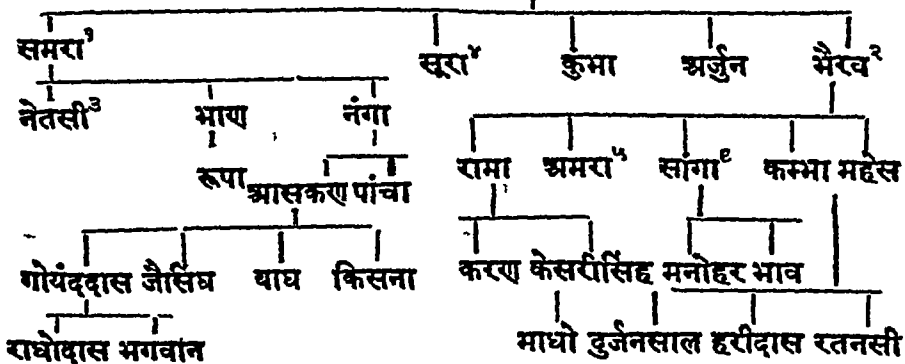 समरा¹ सूरा⁴ कुंभा अर्जुन भैरव²
नेतसी³ भाण नंगा
रामा अमरा⁵ सांगा⁶ कम्भा महेस
रूपा आसकण पांचा
गोयंददास जैसिंघ बाघ किसना करण केसरीसिंह मनोहर भाव
राघोदास भगवान माधो दुर्जनसाल हरीदास रतनसी